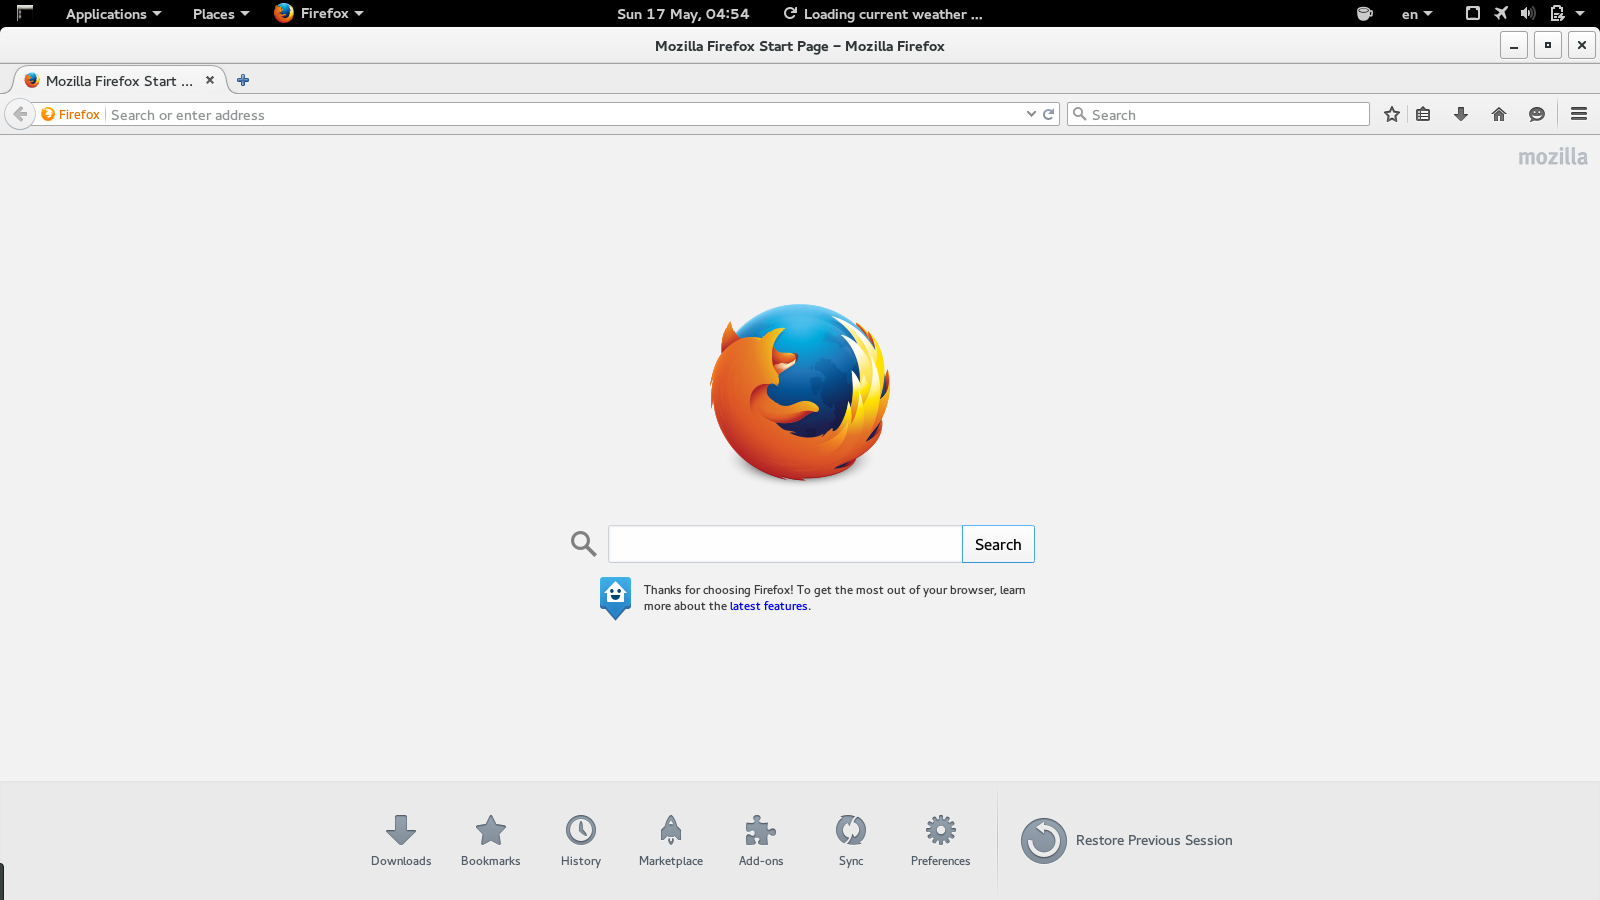 Applications Places Firefox Sun 17 May, 04:54 Loading current weather ... en
Mozilla Firefox Start Page - Mozilla Firefox
Mozilla Firefox Start ...
Firefox Search or enter address Search
mozilla
Search
Thanks for choosing Firefox! To get the most out of your browser, learn
more about the latest features.
Downloads Bookmarks History Marketplace Add-ons Sync Preferences Restore Previous Session